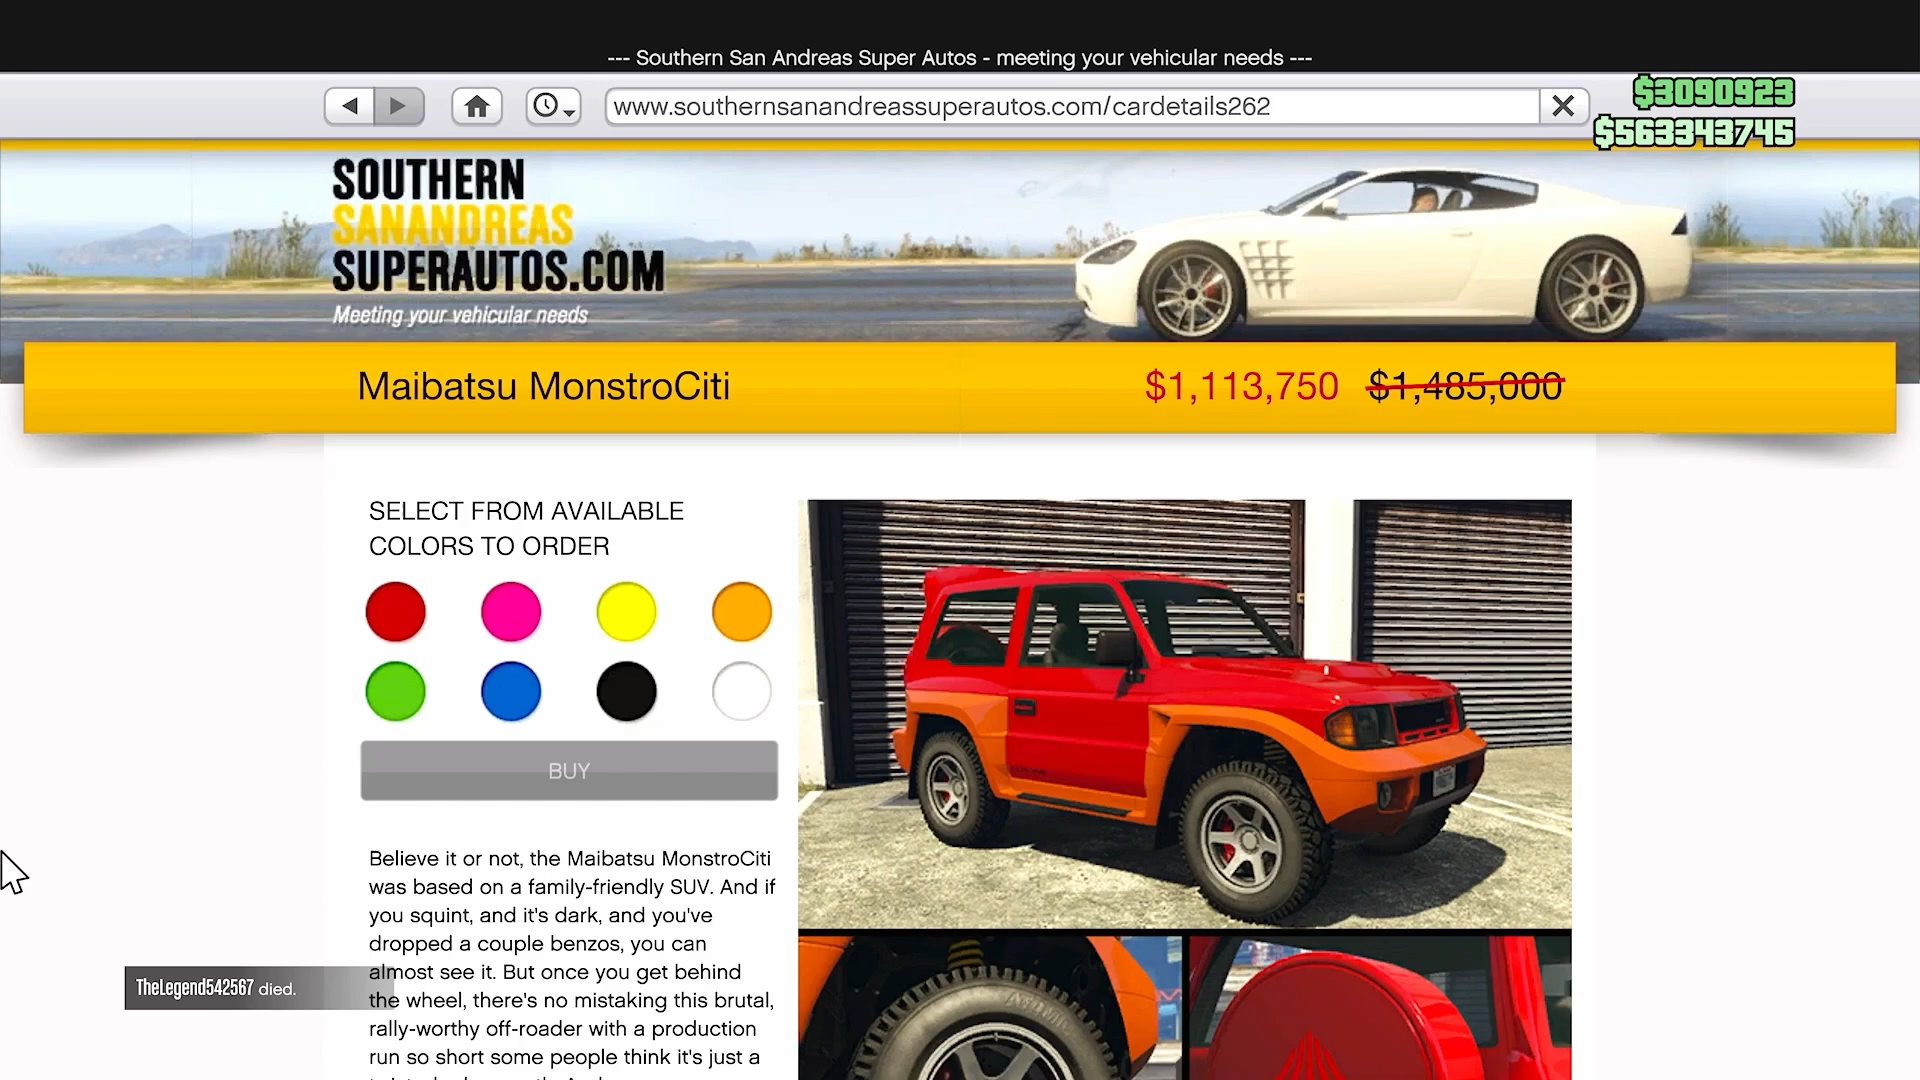 --- Southern San Andreas Super Autos - meeting your vehicular needs ---
www.southernsanandreassuperautos.com/cardetails262
$3090923
$563343745
SOUTHERN
SANANDREAS
SUPERAUTOS.COM
Meeting your vehicular needs
Maibatsu MonstroCiti
$1,113,750 $1,485,000
SELECT FROM AVAILABLE
COLORS TO ORDER
BUY
Believe it or not, the Maibatsu MonstroCiti
was based on a family-friendly SUV. And if
you squint, and it's dark, and you've
dropped a couple benzos, you can
almost see it. But once you get behind
the wheel, there's no mistaking this brutal,
rally-worthy off-roader with a production
run so short some people think it's just a
TheLegend542567 died.